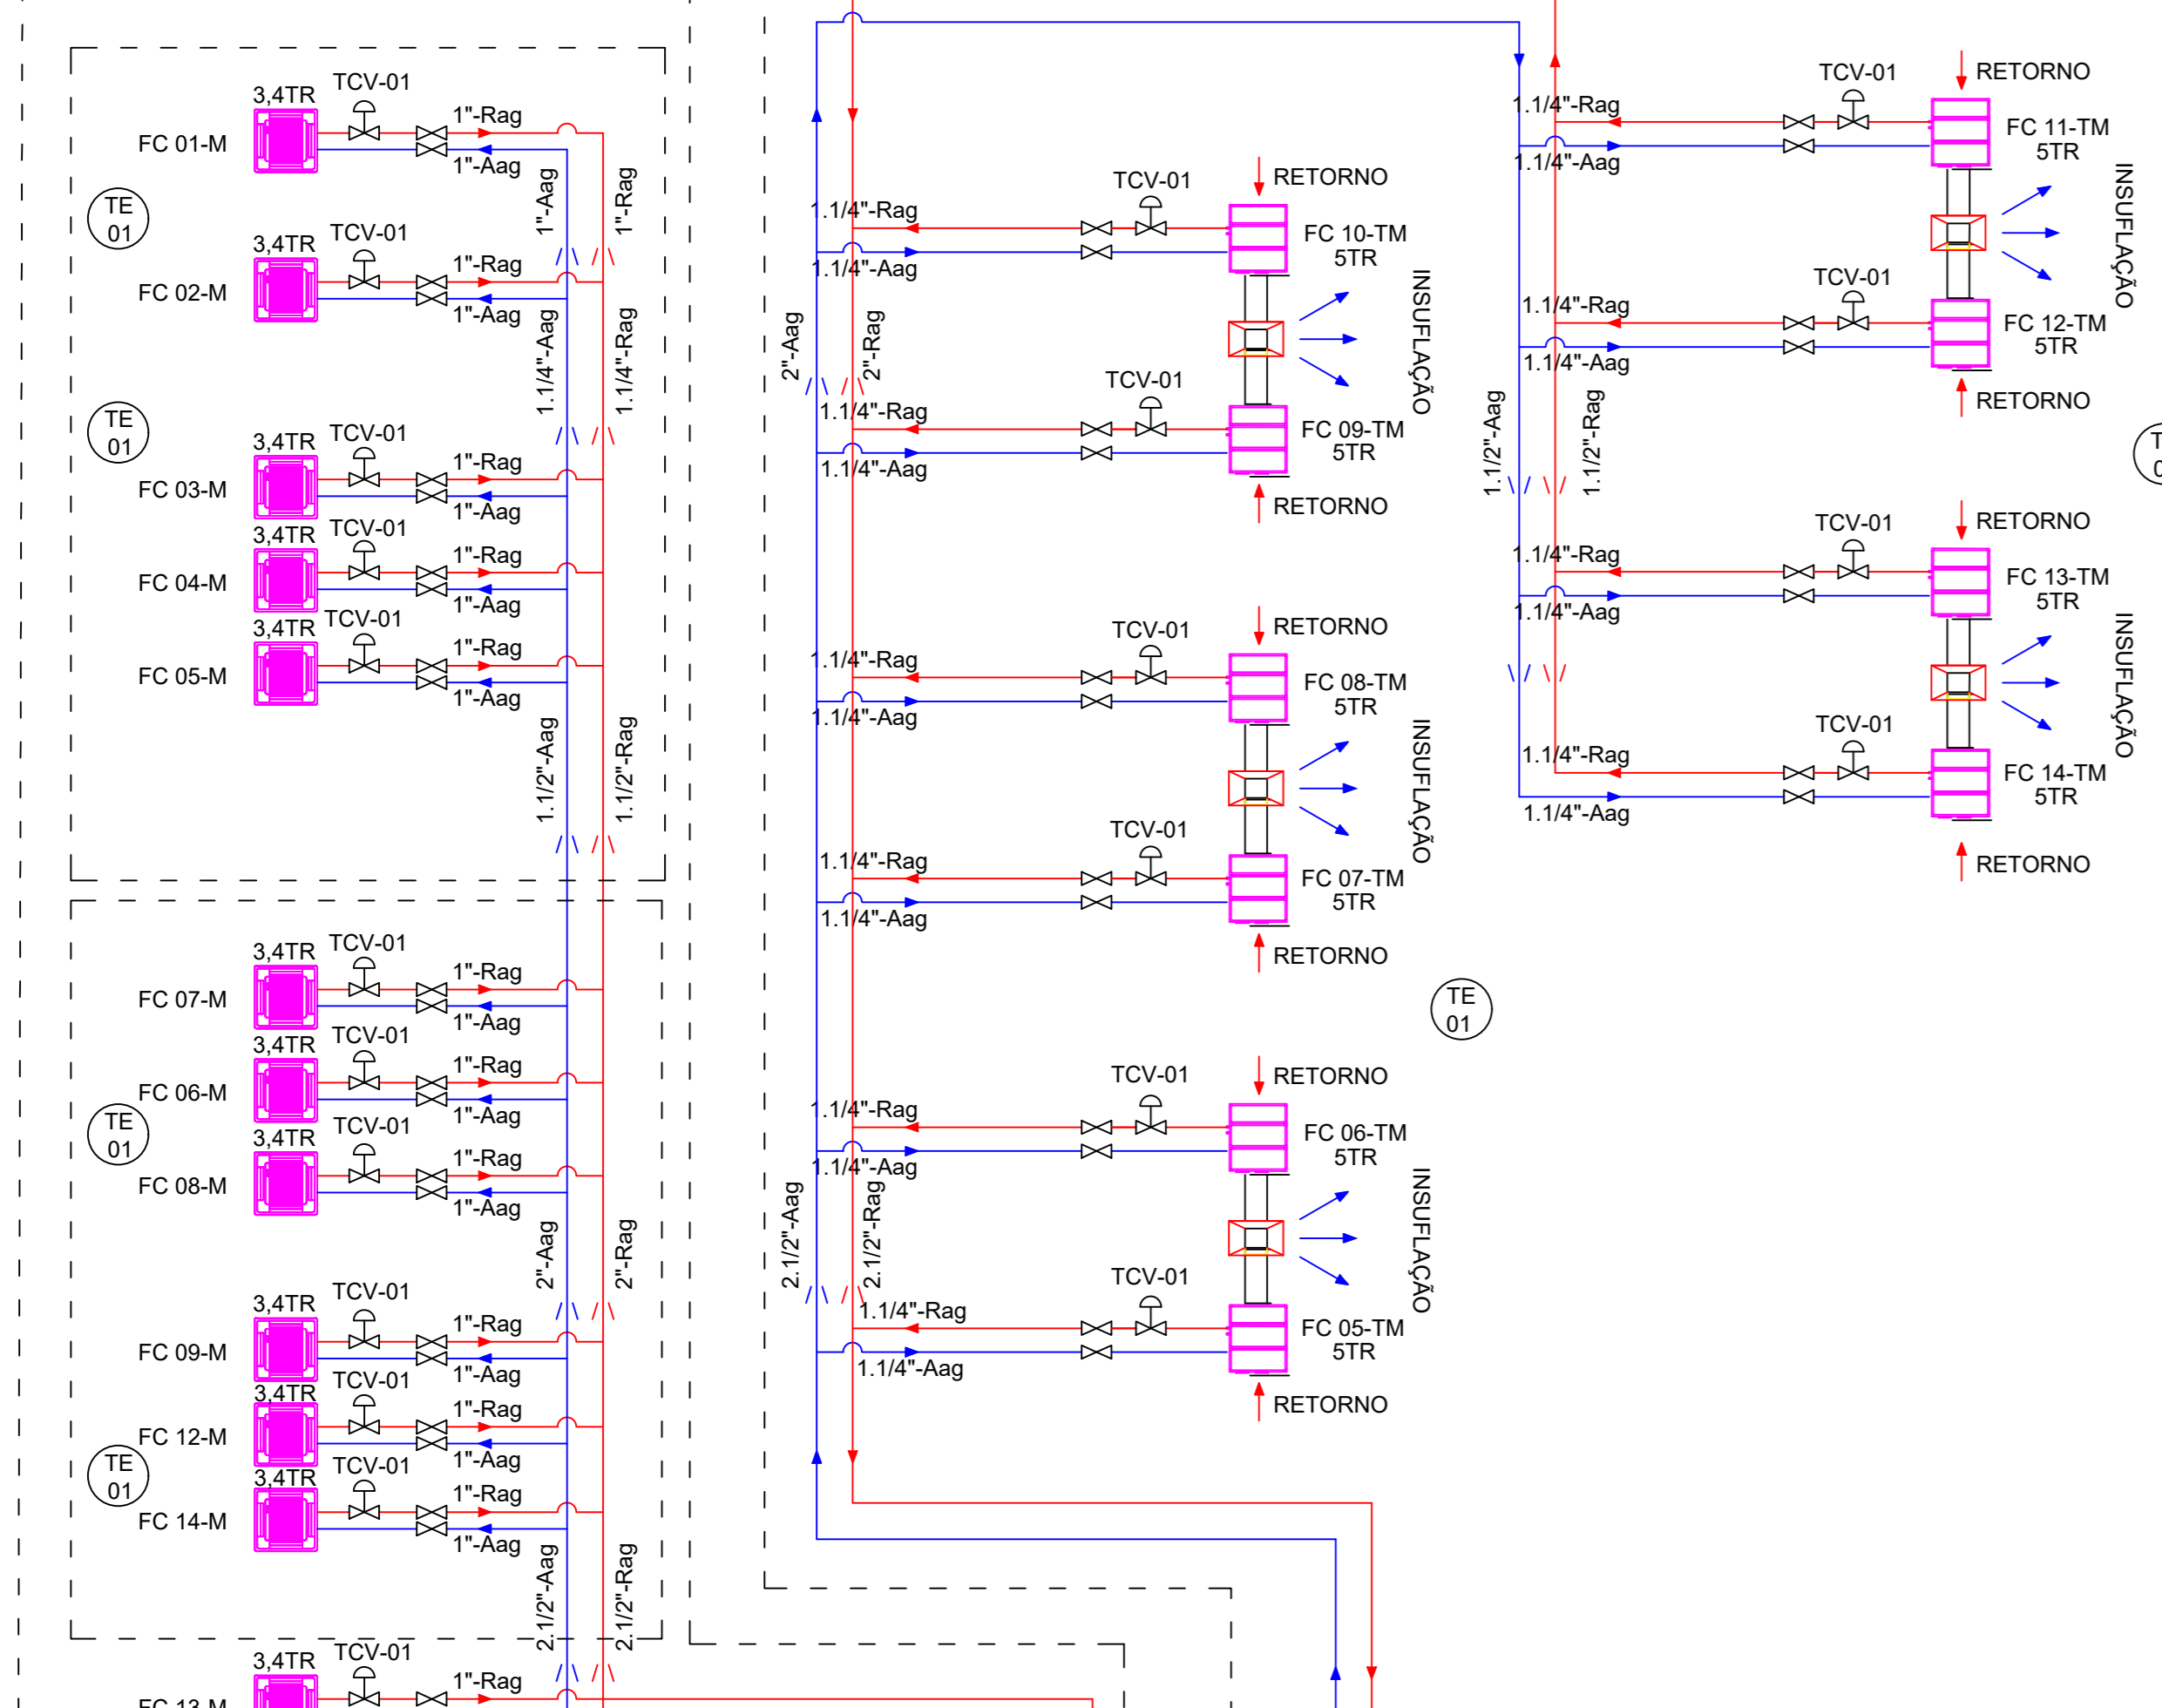 3,4TR
TCV-01
1"-Rag
FC 01-M
1"-Aag
TE
01
1"-Aag
1"-Rag
3,4TR
TCV-01
1"-Rag
FC 02-M
1"-Aag
1.1/4"-Aag
1.1/4"-Rag
TE
01
3,4TR
TCV-01
1"-Rag
FC 03-M
1"-Aag
3,4TR
TCV-01
1"-Rag
FC 04-M
1"-Aag
3,4TR
TCV-01
1"-Rag
FC 05-M
1"-Aag
1.1/2"-Aag
1.1/2"-Rag
3,4TR
TCV-01
1"-Rag
FC 07-M
1"-Aag
3,4TR
TCV-01
1"-Rag
FC 06-M
1"-Aag
TE
01
3,4TR
TCV-01
1"-Rag
FC 08-M
1"-Aag
2"-Aag
2"-Rag
3,4TR
TCV-01
1"-Rag
FC 09-M
1"-Aag
3,4TR
TCV-01
1"-Rag
FC 12-M
1"-Aag
TE
01
3,4TR
TCV-01
1"-Rag
FC 14-M
1"-Aag
2.1/2"-Aag
2.1/2"-Rag
3,4TR
TCV-01
1"-Rag
FC 13-M
RETORNO
TCV-01
1.1/4"-Rag
FC 10-TM
5TR
1.1/4"-Aag
INSUFLAÇÃO
2"-Aag
2"-Rag
TCV-01
1.1/4"-Rag
FC 09-TM
5TR
1.1/4"-Aag
RETORNO
RETORNO
TCV-01
1.1/4"-Rag
FC 08-TM
5TR
1.1/4"-Aag
INSUFLAÇÃO
TCV-01
1.1/4"-Rag
FC 07-TM
5TR
1.1/4"-Aag
RETORNO
TE
01
RETORNO
TCV-01
1.1/4"-Rag
FC 06-TM
5TR
1.1/4"-Aag
INSUFLAÇÃO
2.1/2"-Aag
2.1/2"-Rag
TCV-01
1.1/4"-Rag
FC 05-TM
5TR
1.1/4"-Aag
RETORNO
RETORNO
TCV-01
1.1/4"-Rag
FC 11-TM
5TR
1.1/4"-Aag
INSUFLAÇÃO
TCV-01
1.1/4"-Rag
FC 12-TM
5TR
1.1/4"-Aag
RETORNO
1.1/2"-Aag
1.1/2"-Rag
RETORNO
TCV-01
1.1/4"-Rag
FC 13-TM
5TR
1.1/4"-Aag
INSUFLAÇÃO
TCV-01
1.1/4"-Rag
FC 14-TM
5TR
1.1/4"-Aag
RETORNO